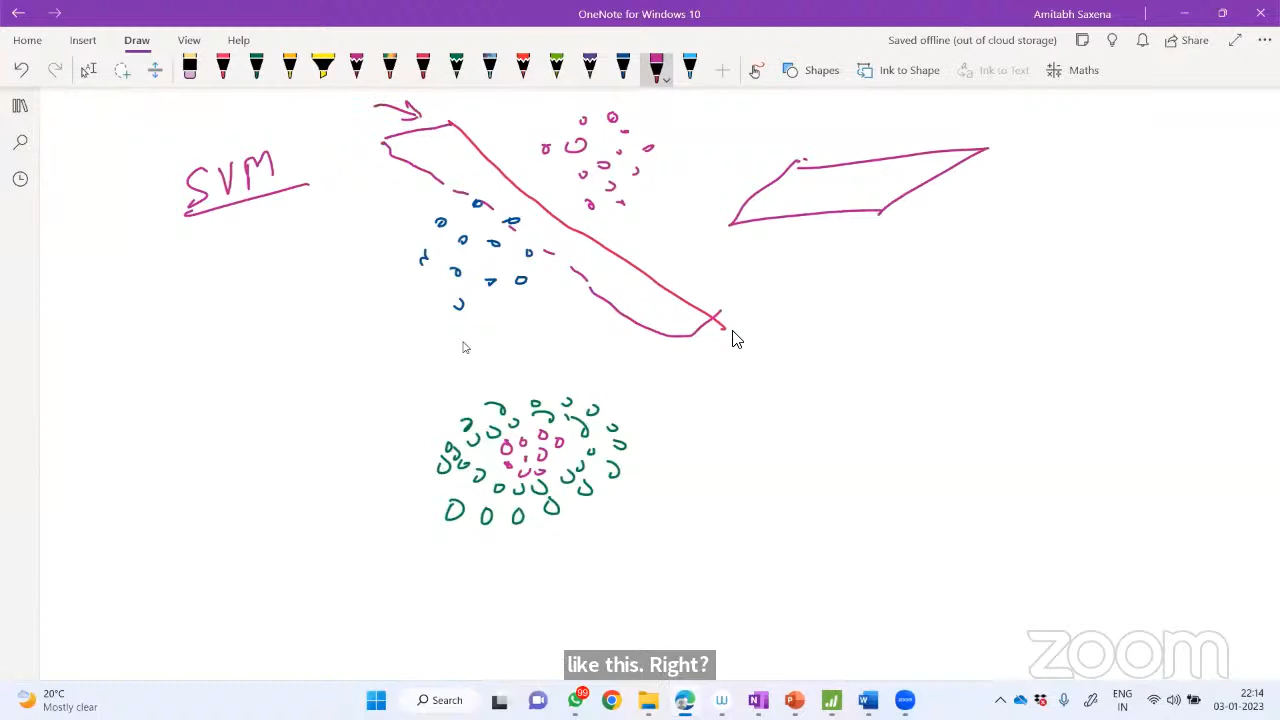 OneNote for Windows 10
Amitabh Saxena
Home Insert Draw View Help
Saved offline (out of cloud storage)
Share
Shapes
Ink to Shape
Ink to Text
Maths
SVM
like this. Right?
zoom
20°C
Mostly clear
Search
99
ENG
IN
22:14
03-01-2023